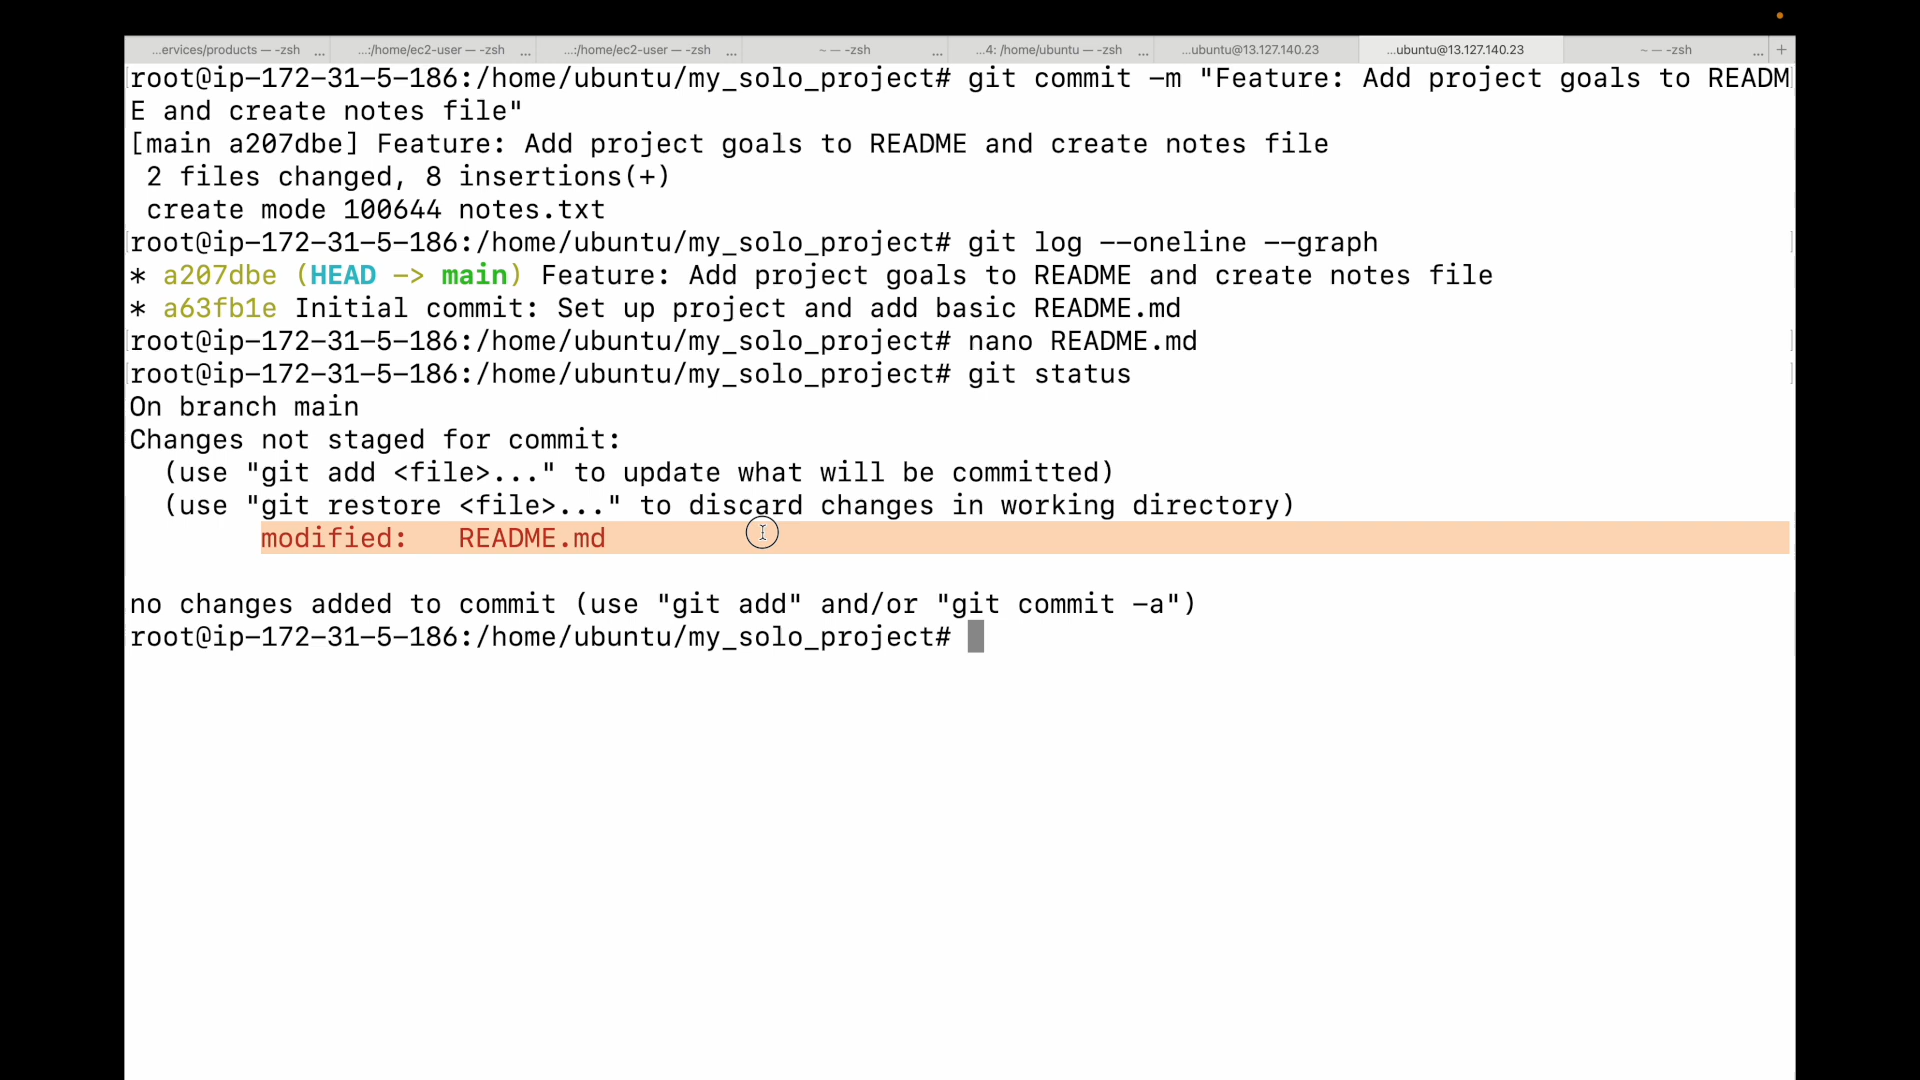 ...ervices/products — -zsh ... ...:/home/ec2-user — -zsh ... ...:/home/ec2-user — -zsh ... ~ — -zsh ... ...4: /home/ubuntu — -zsh ... ...ubuntu@13.127.140.23 ...ubuntu@13.127.140.23 ~ — -zsh ... +
root@ip-172-31-5-186:/home/ubuntu/my_solo_project# git commit -m "Feature: Add project goals to READM
E and create notes file"
[main a207dbe] Feature: Add project goals to README and create notes file
 2 files changed, 8 insertions(+)
 create mode 100644 notes.txt
root@ip-172-31-5-186:/home/ubuntu/my_solo_project# git log --oneline --graph
* a207dbe (HEAD -> main) Feature: Add project goals to README and create notes file
* a63fb1e Initial commit: Set up project and add basic README.md
root@ip-172-31-5-186:/home/ubuntu/my_solo_project# nano README.md
root@ip-172-31-5-186:/home/ubuntu/my_solo_project# git status
On branch main
Changes not staged for commit:
  (use "git add <file>..." to update what will be committed)
  (use "git restore <file>..." to discard changes in working directory)
        modified:   README.md
no changes added to commit (use "git add" and/or "git commit -a")
root@ip-172-31-5-186:/home/ubuntu/my_solo_project#